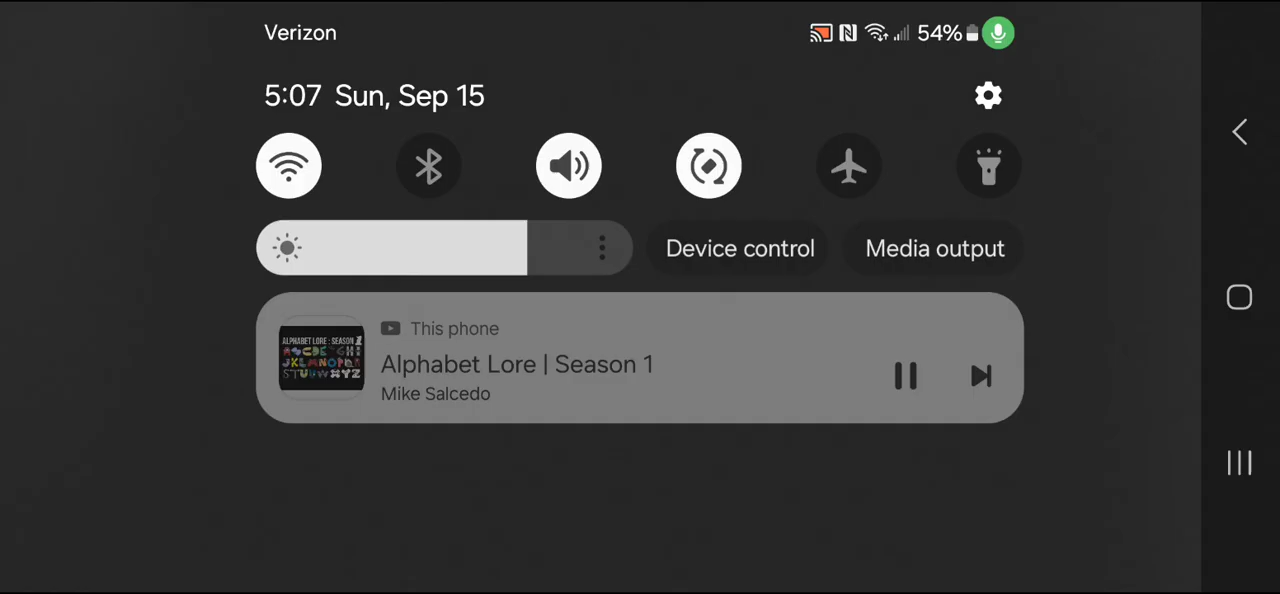 Verizon
54%
5:07 Sun, Sep 15
Device control
Media output
ALPHABET LORE : SEASON 1
This phone
Alphabet Lore | Season 1
Mike Salcedo